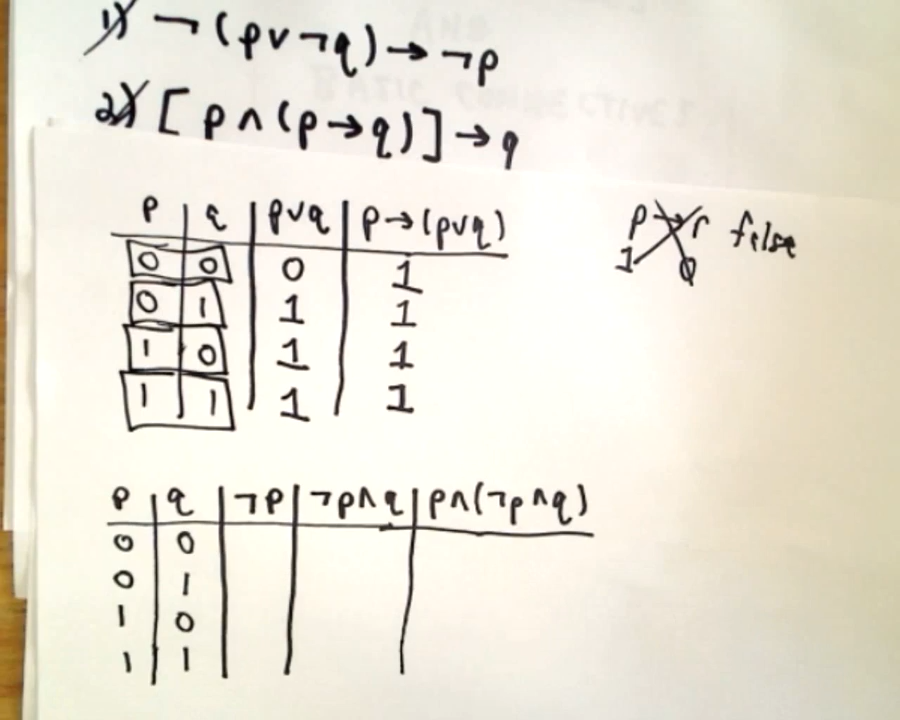 1) ¬(p∨¬q)→¬p
2) [p∧(p→q)]→q
p q p∨q p→(p∨q)
0 0 0 1
0 1 1 1
1 0 1 1
1 1 1 1
p→r false
1 0
p q ¬p ¬p∧q p∧(¬p∧q)
0 0
0 1
1 0
1 1